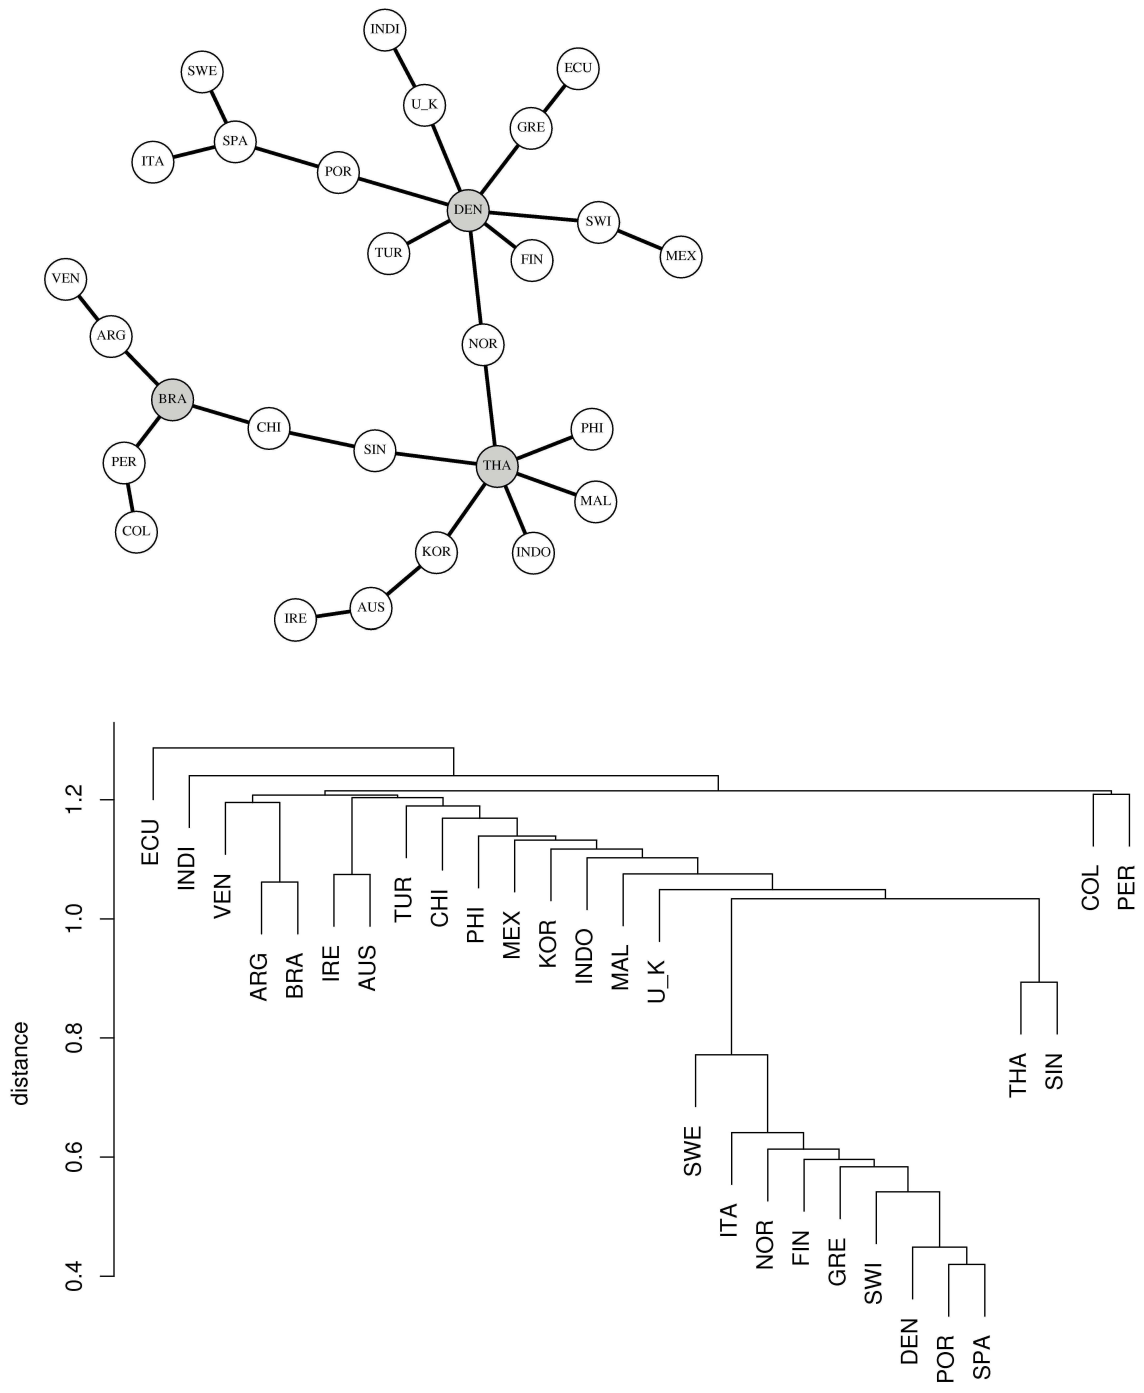 INDI
SWE
ECU
U_K
GRE
SPA
ITA
POR
DEN
SWI
TUR
FIN
MEX
VEN
ARG
NOR
BRA
CHI
PHI
SIN
PER
THA
MAL
COL
KOR
INDO
AUS
IRE
distance
1.2
1.0
0.8
0.6
0.4
ECU
INDI
VEN
ARG
BRA
IRE
AUS
TUR
CHI
PHI
MEX
KOR
INDO
MAL
U_K
SWE
ITA
NOR
FIN
GRE
SWI
DEN
POR
SPA
THA
SIN
COL
PER